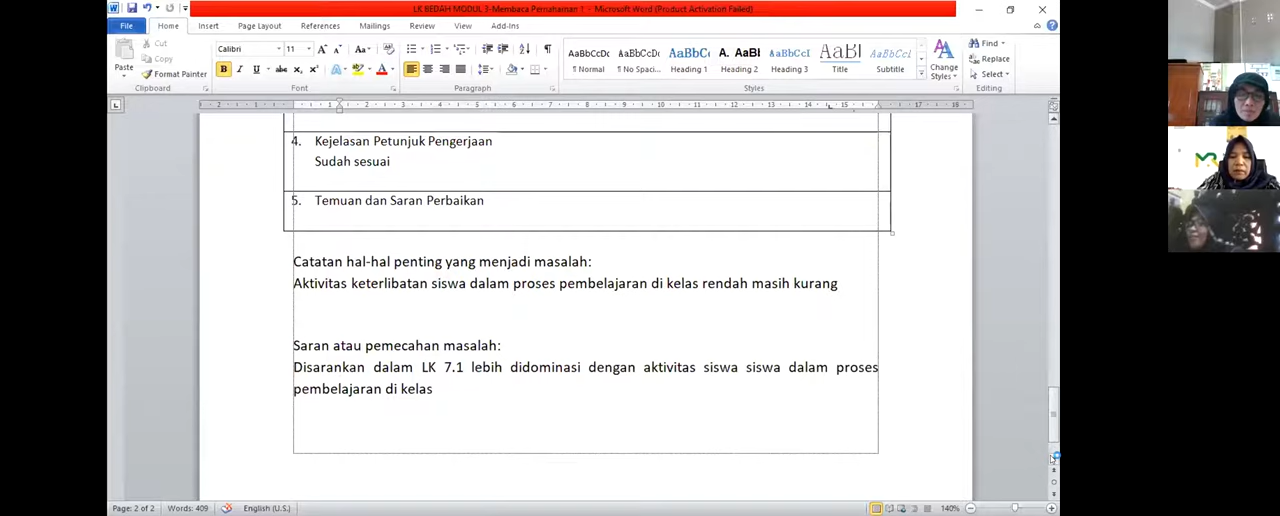 LK BEDAH MODUL 3-Membaca Pemahaman 1 - Microsoft Word (Product Activation Failed)
File Home Insert Page Layout References Mailings Review View
Paste
Cut
Copy
Format Painter
Clipboard
Calibri 11
B I U abc
Font
Paragraph
AaBbCcDc AaBbCcDc AaBbC A. AaBl AaBbCcI AaBl AaBbCcI
¶ Normal ¶ No Spaci... Heading 1 Heading 2 Heading 3 Title Subtitle
Change Styles
Styles
Find
Replace
Select
Editing
4. Kejelasan Petunjuk Pengerjaan
Sudah sesuai
5. Temuan dan Saran Perbaikan
Catatan hal-hal penting yang menjadi masalah:
Aktivitas keterlibatan siswa dalam proses pembelajaran di kelas rendah masih kurang
Saran atau pemecahan masalah:
Disarankan dalam LK 7.1 lebih didominasi dengan aktivitas siswa siswa dalam proses
pembelajaran di kelas
Page: 2 of 2 Words: 409 English (U.S.) 140%